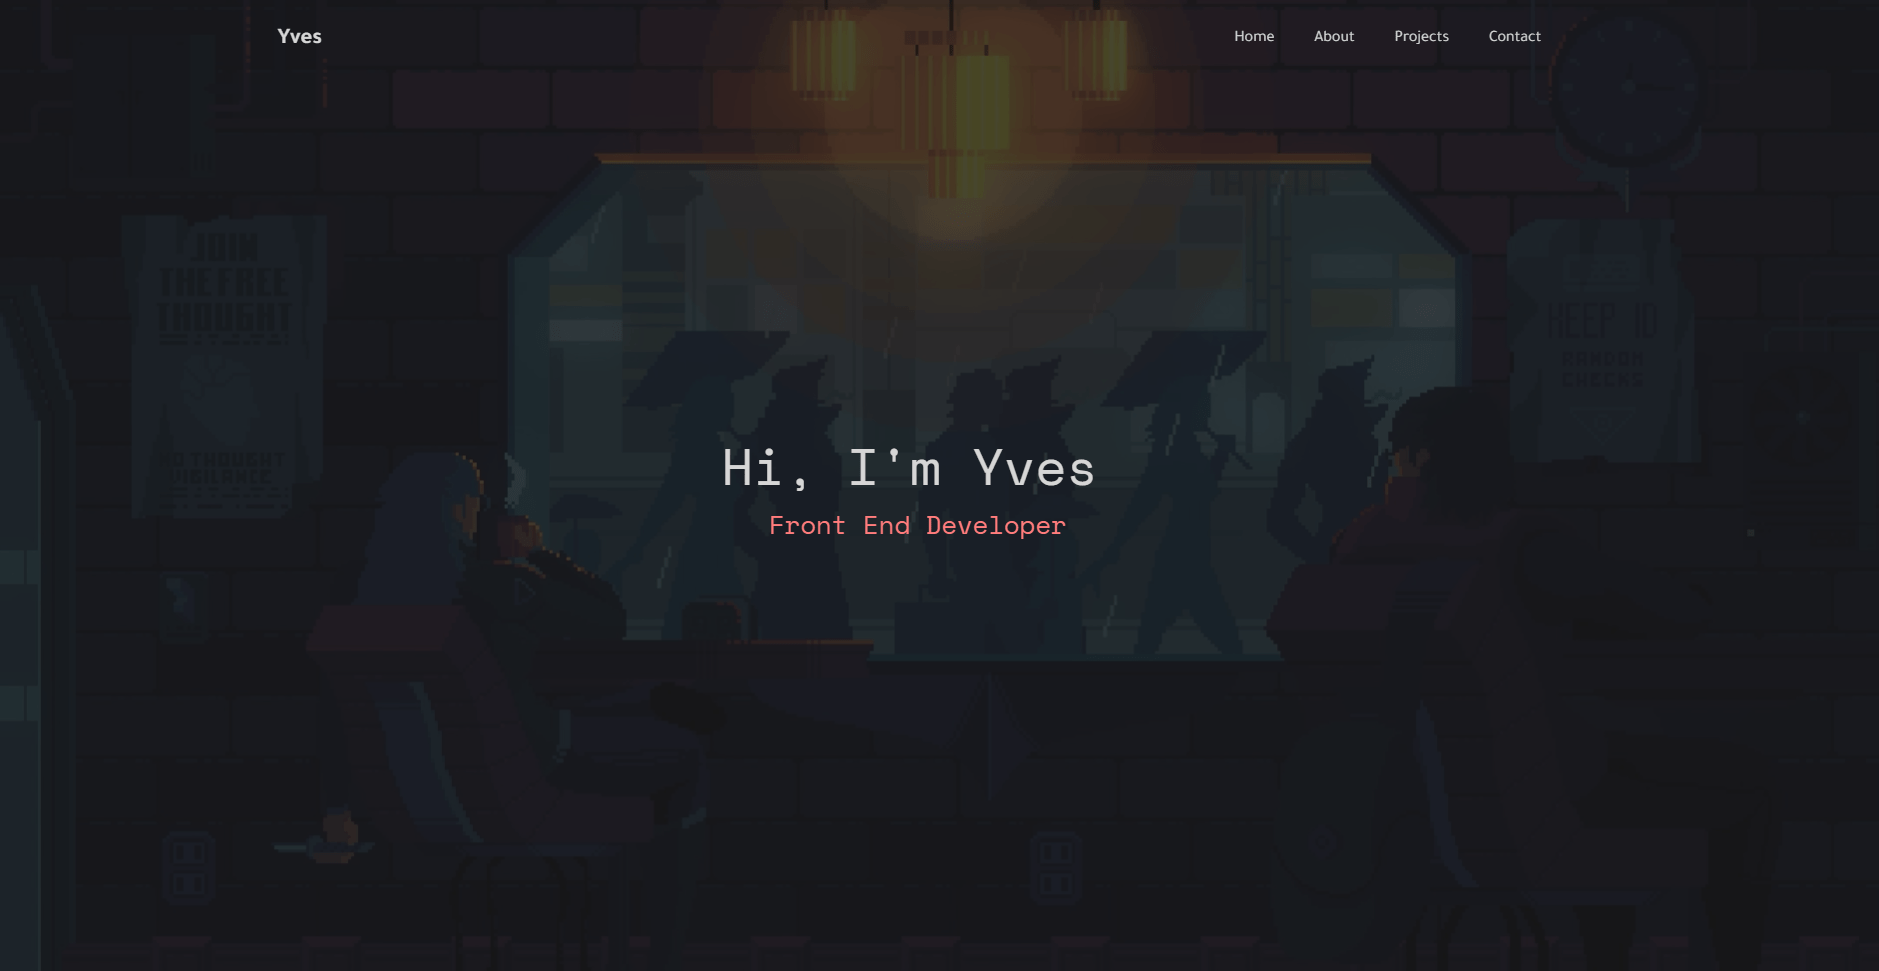 Yves
Home
About
Projects
Contact
JOIN
THE FREE
THOUGHT
NO THOUGHT
VIGILANCE
KEEP ID
RANDOM
CHECKS
Hi, I'm Yves
Front End Developer